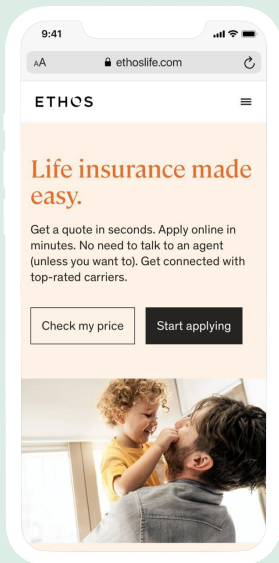 9:41
AA ethoslife.com
ETHOS
Life insurance made
easy.
Get a quote in seconds. Apply online in
minutes. No need to talk to an agent
(unless you want to). Get connected with
top-rated carriers.
Check my price Start applying